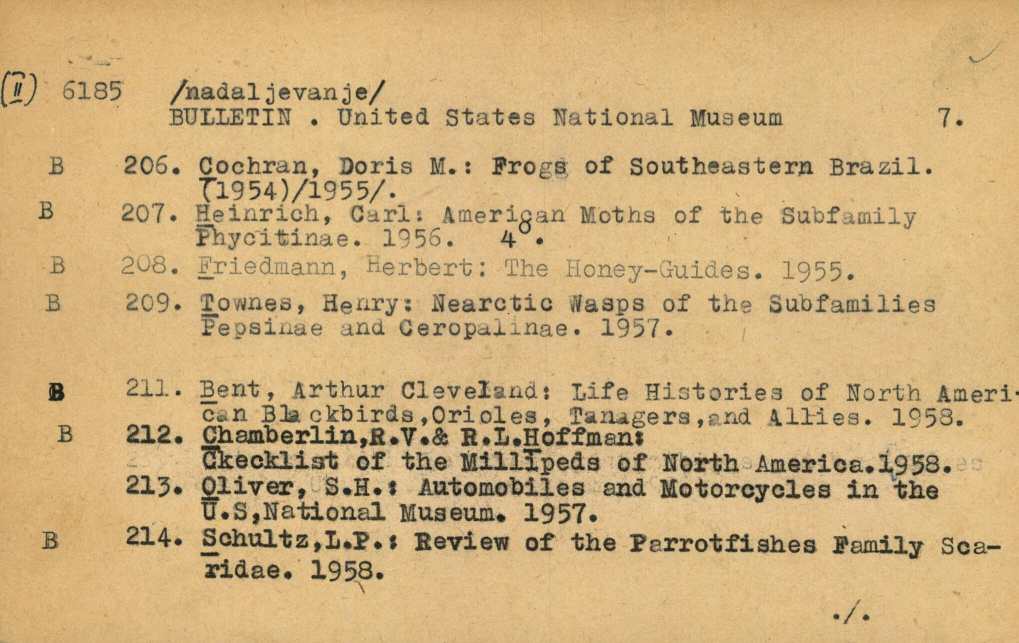 (II) 6185 /nadaljevanje/
BULLETIN . United States National Museum 7.
B 206. Cochran, Doris M.: Frogs of Southeastern Brazil.
(1954)/1955/.
B 207. Heinrich, Carl: American Moths of the Subfamily
Phycitinae. 1956. 4°.
B 208. Friedmann, Herbert: The Honey-Guides. 1955.
B 209. Townes, Henry: Nearctic Wasps of the Subfamilies
Pepsinae and Ceropalinae. 1957.
B 211. Bent, Arthur Cleveland: Life Histories of North Ameri-
can Blackbirds,Orioles, Tanagers,and Allies. 1958.
B 212. Chamberlin,R.V.& R.L.Hoffman:
Ckecklist of the Millipeds of North America.1958.
213. Oliver, S.H.: Automobiles and Motorcycles in the
U.S,National Museum. 1957.
B 214. Schultz,L.P.: Review of the Parrotfishes Family Sca-
ridae. 1958.
./.